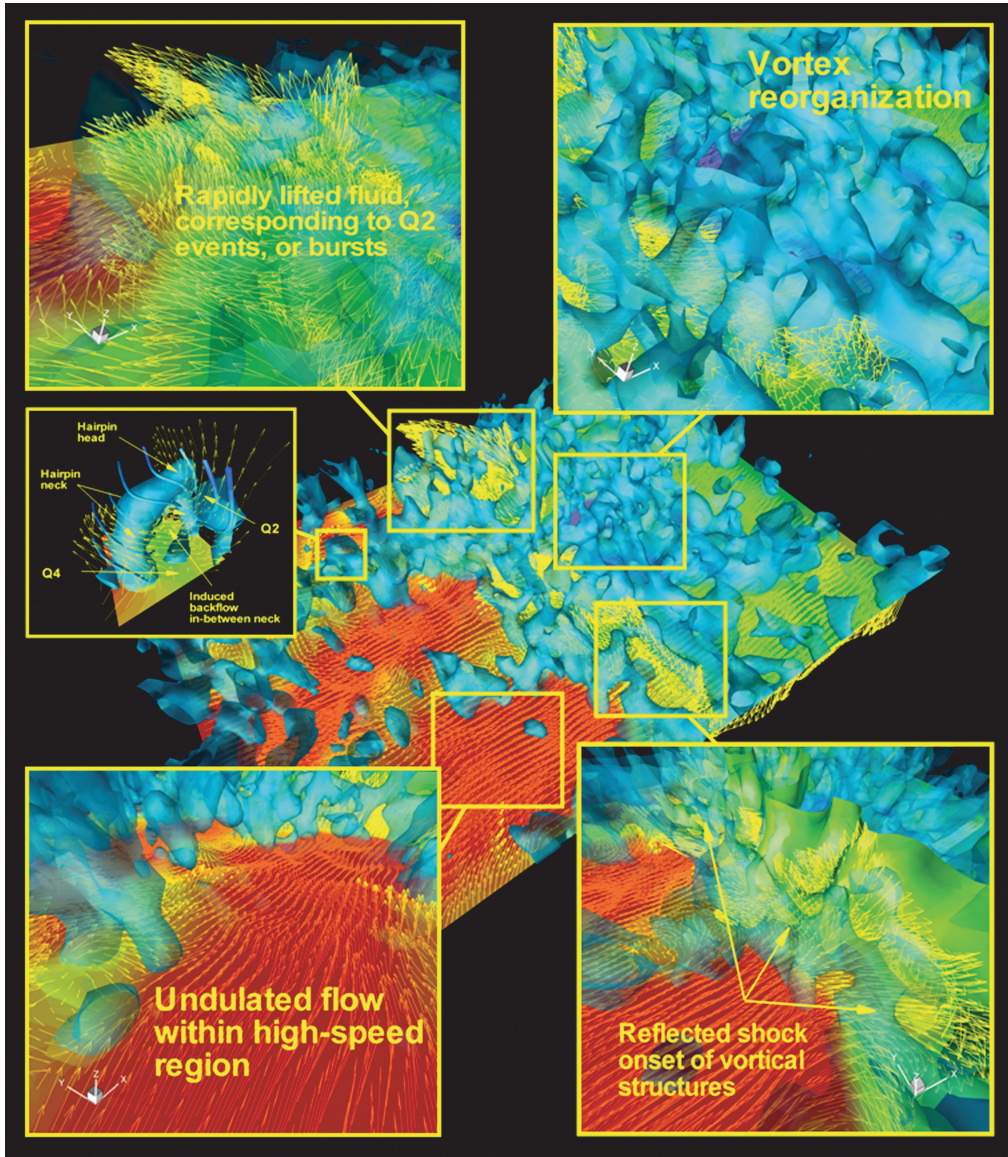 Rapidly lifted fluid,
corresponding to Q2
events, or bursts
Y
Z
X
Vortex
reorganization
Y
Z
X
Hairpin
head
Hairpin
neck
Q2
Q4
Induced
backflow
in-between neck
Undulated flow
within high-speed
region
Y
Z
X
Reflected shock
onset of vortical
structures
Y
Z
X